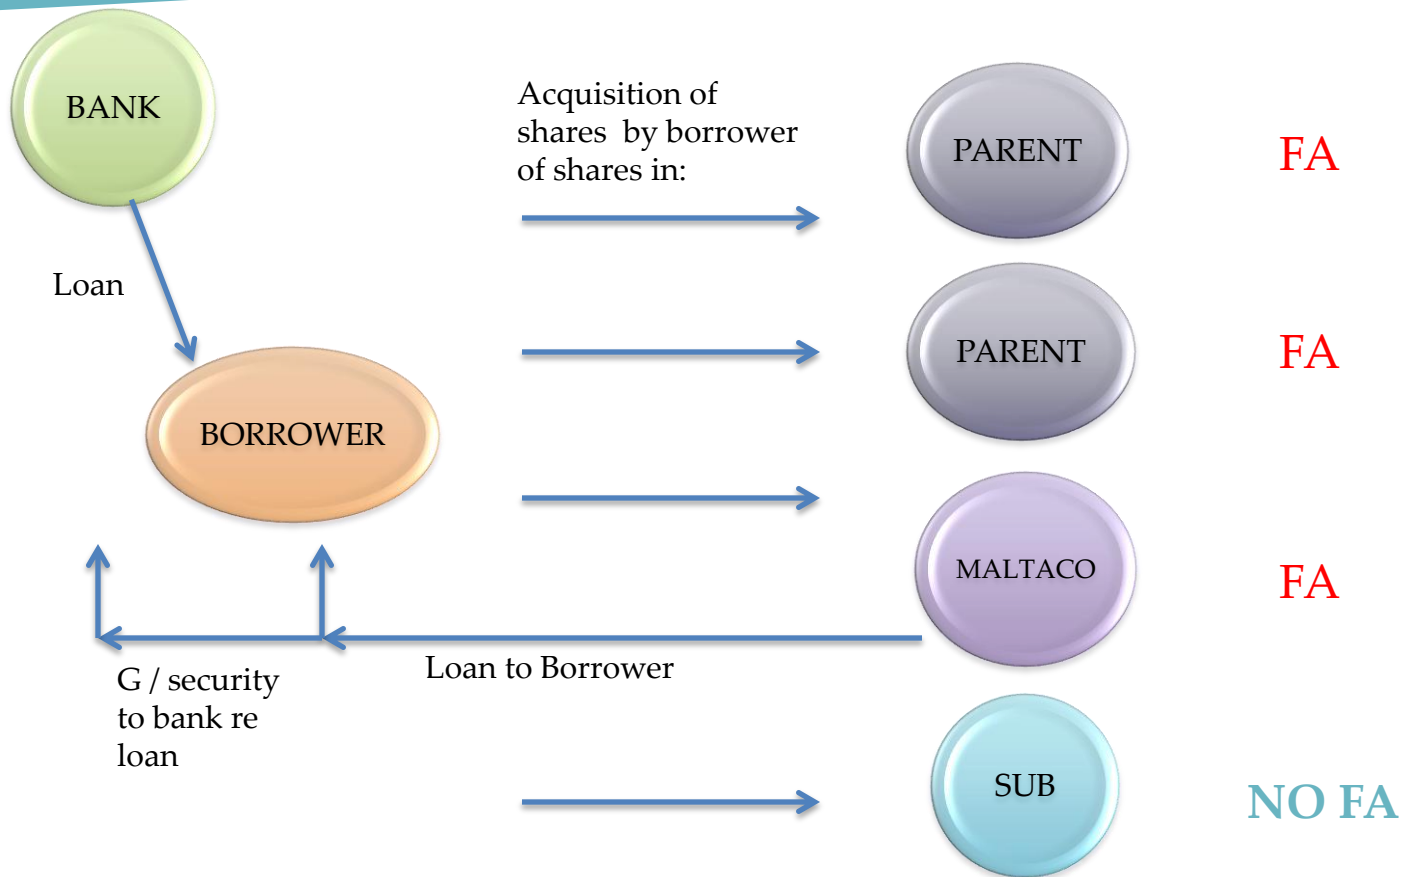 BANK
Acquisition of
shares by borrower
of shares in:
PARENT
FA
Loan
PARENT
FA
BORROWER
MALTACO
FA
Loan to Borrower
G / security
to bank re
loan
SUB
NO FA